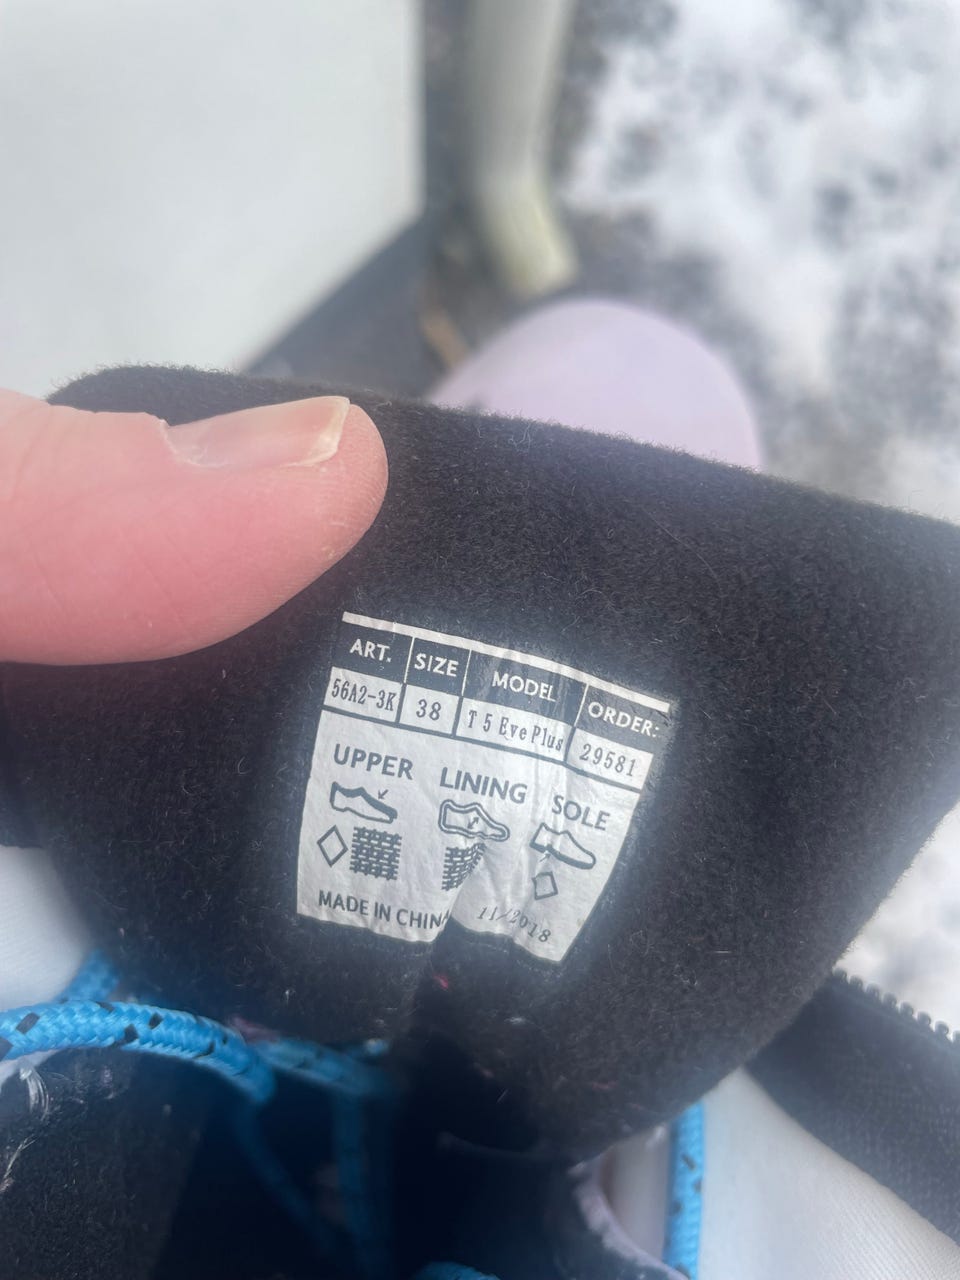 ART. SIZE MODEL ORDER:
56A2-3K 38 T 5 Eve Plus 29581
UPPER LINING SOLE
MADE IN CHINA 11/2018